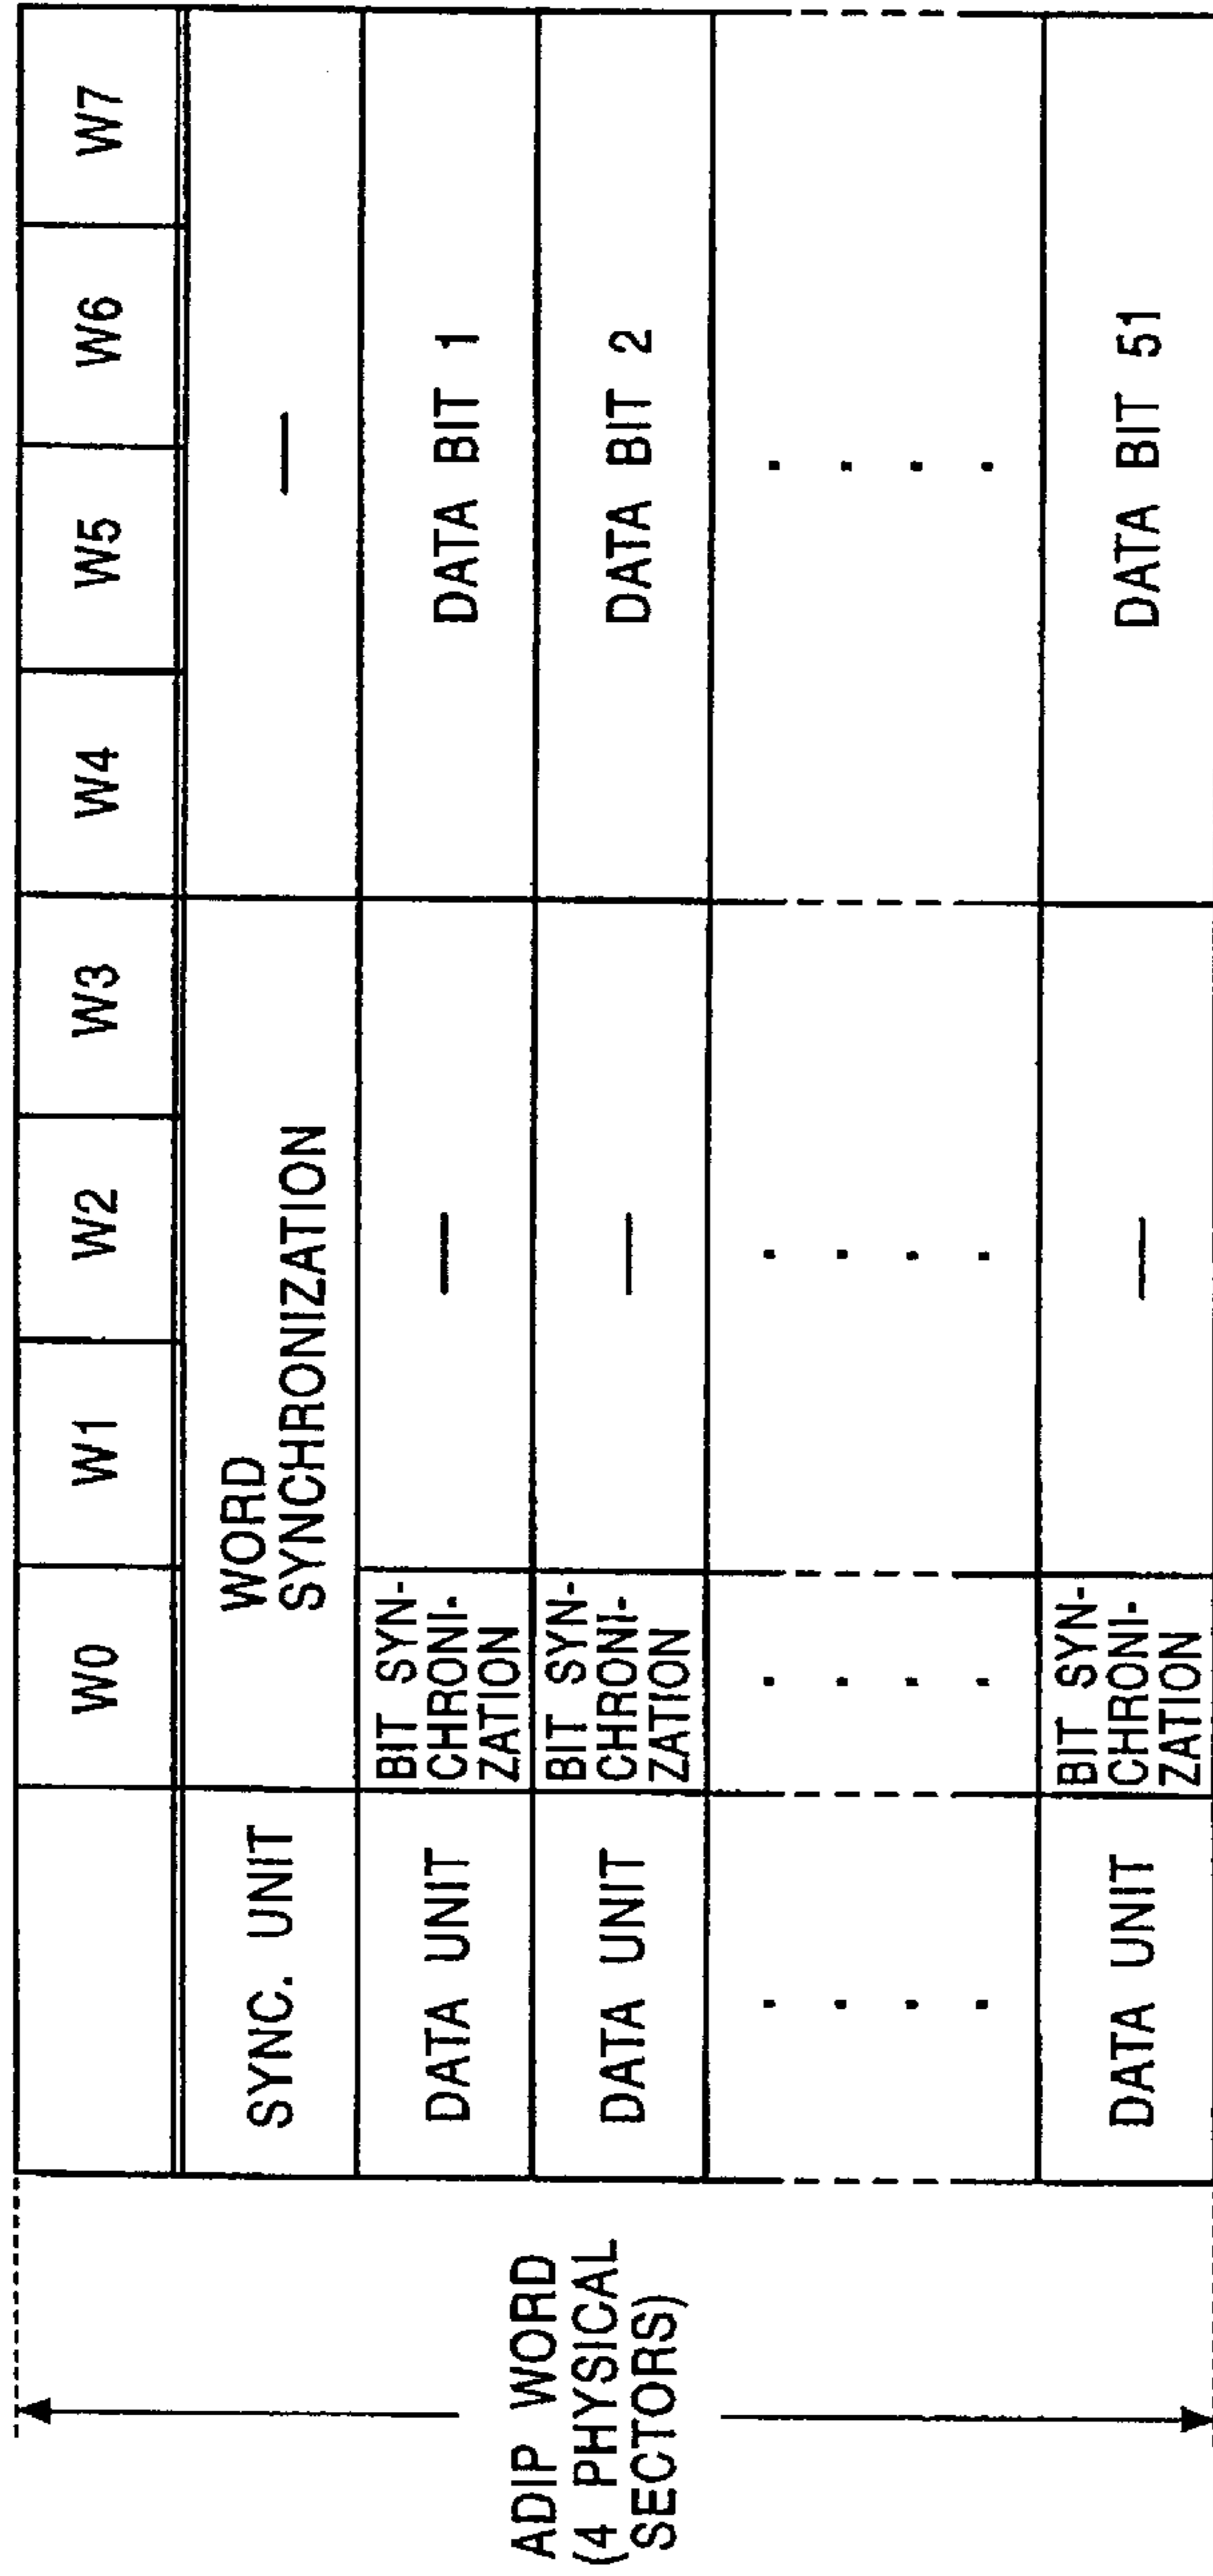 W0 W1 W2 W3 W4 W5 W6 W7
SYNC. UNIT
WORD
SYNCHRONIZATION
—
DATA UNIT
BIT SYN-
CHRONI-
ZATION
—
DATA BIT 1
DATA UNIT
BIT SYN-
CHRONI-
ZATION
—
DATA BIT 2
DATA UNIT
BIT SYN-
CHRONI-
ZATION
—
DATA BIT 51
ADIP WORD
(4 PHYSICAL
SECTORS)